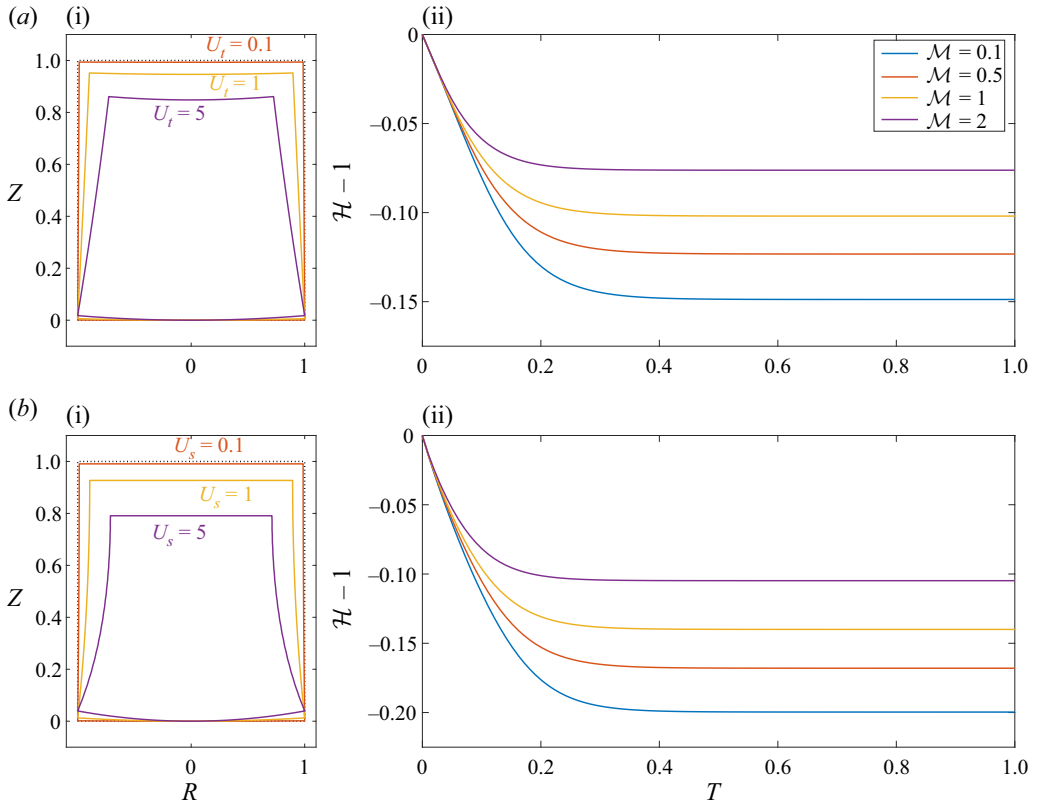 (a) (i) (ii)
U_t = 0.1
U_t = 1
U_t = 5
1.0
0.8
0.6
0.4
0.2
0
Z
0 1
0
−0.05
−0.10
−0.15
ℋ − 1
ℳ = 0.1
ℳ = 0.5
ℳ = 1
ℳ = 2
0 0.2 0.4 0.6 0.8 1.0
(b) (i) (ii)
U_s = 0.1
U_s = 1
U_s = 5
1.0
0.8
0.6
0.4
0.2
0
Z
0 1
R
0
−0.05
−0.10
−0.15
−0.20
ℋ − 1
0 0.2 0.4 0.6 0.8 1.0
T